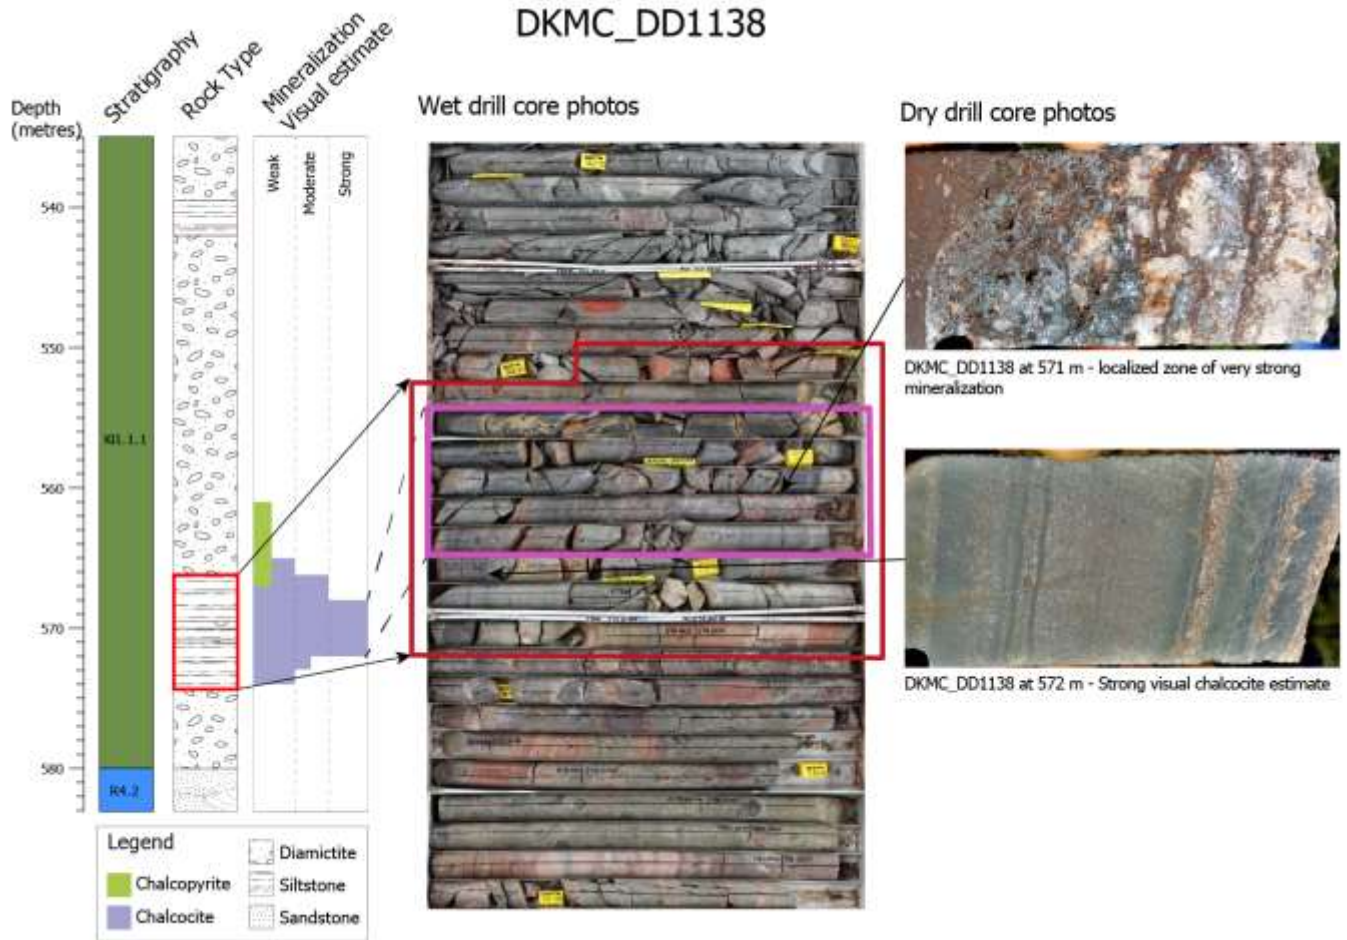 DKMC_DD1138
Stratigraphy
Rock Type
Mineralization
Visual estimate
Depth
(metres)
Wet drill core photos
Dry drill core photos
Weak
Moderate
Strong
540
550
560
570
580
KI1.1.1
R4.2
DKMC_DD1138 at 571 m - localized zone of very strong
mineralization
DKMC_DD1138 at 572 m - Strong visual chalcocite estimate
Legend
Chalcopyrite
Chalcocite
Diamictite
Siltstone
Sandstone